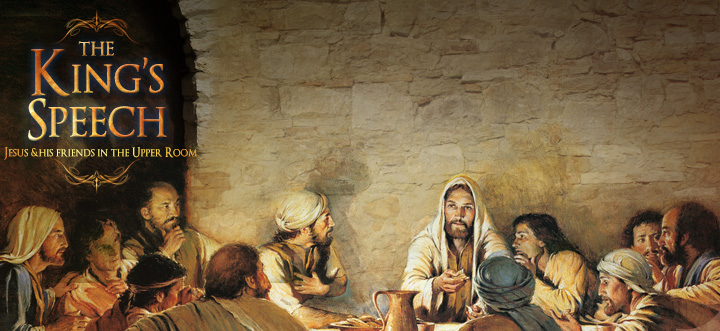 THE
KING'S
SPEECH
JESUS & HIS FRIENDS IN THE UPPER ROOM